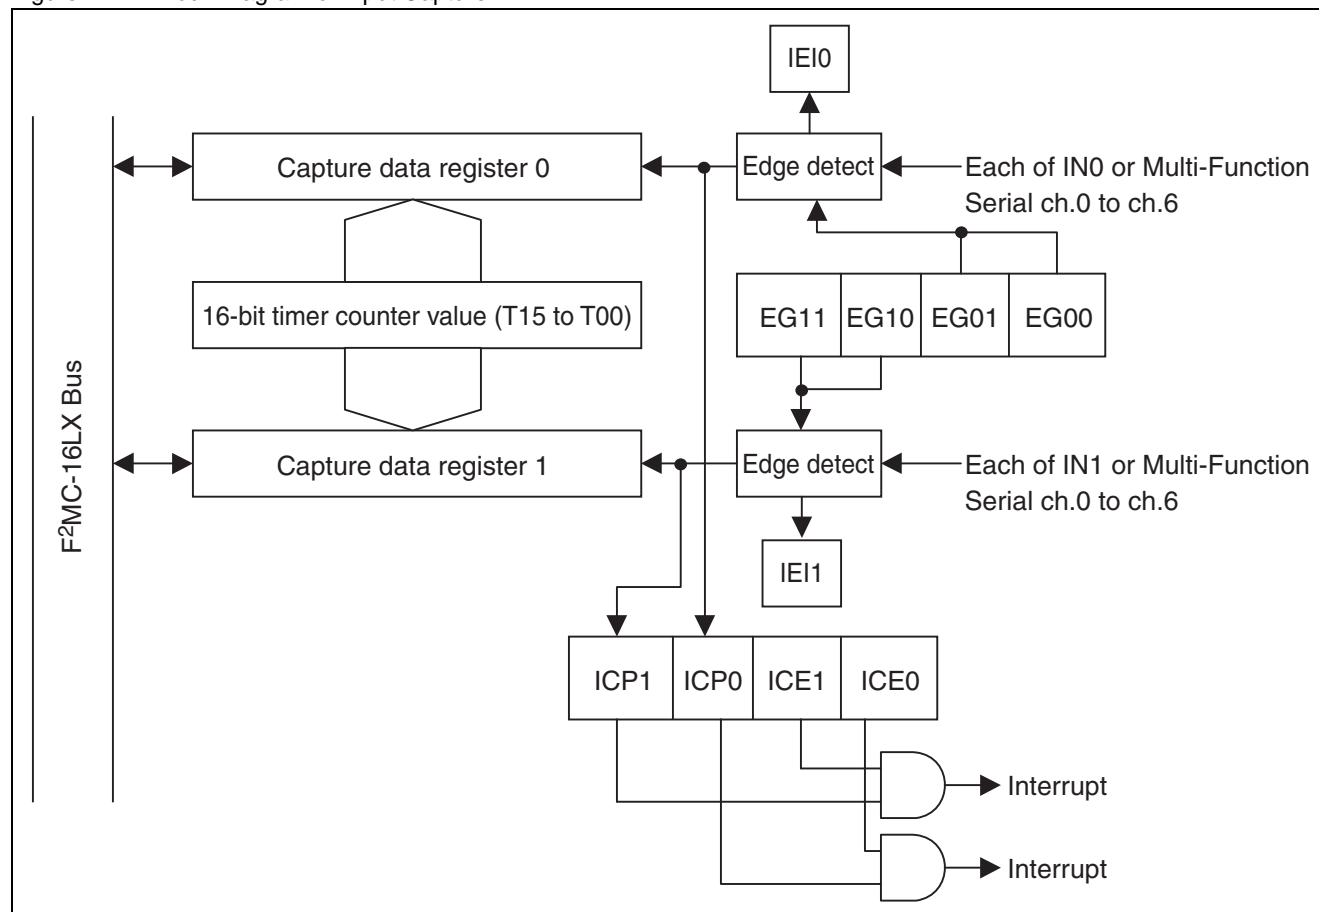 IEI0
Capture data register 0
Edge detect
Each of IN0 or Multi-Function
Serial ch.0 to ch.6
16-bit timer counter value (T15 to T00)
EG11 EG10 EG01 EG00
F²MC-16LX Bus
Capture data register 1
Edge detect
Each of IN1 or Multi-Function
Serial ch.0 to ch.6
IEI1
ICP1 ICP0 ICE1 ICE0
Interrupt
Interrupt